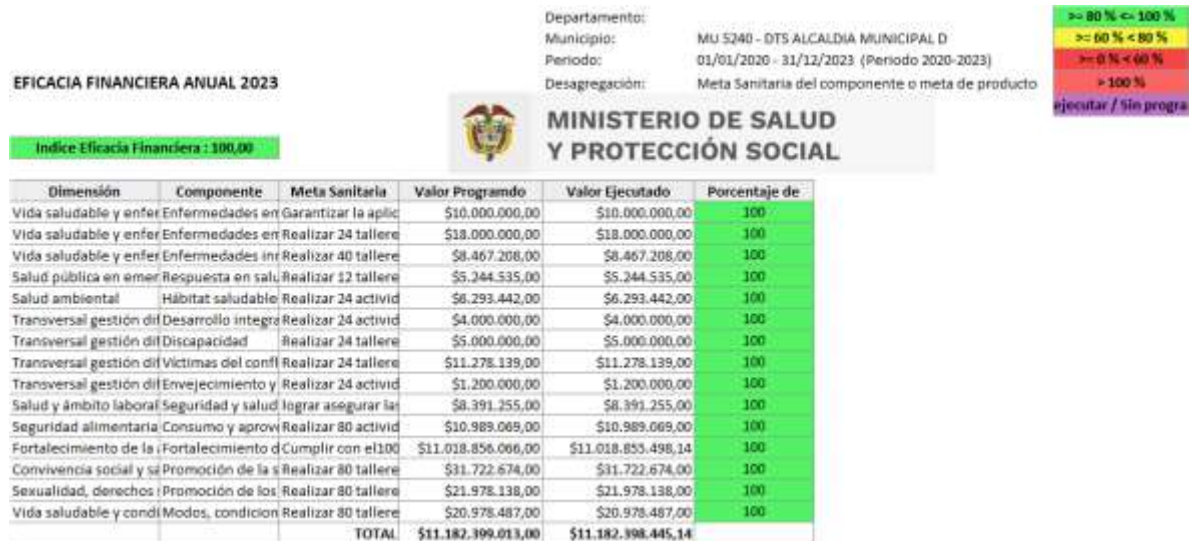 Departamento:
>= 80 % <= 100 %
Municipio: MU 5240 - DTS ALCALDIA MUNICIPAL D
>= 60 % < 80 %
Periodo: 01/01/2020 - 31/12/2023 (Periodo 2020-2023)
>= 0 % < 60 %
EFICACIA FINANCIERA ANUAL 2023
Desagregación: Meta Sanitaria del componente o meta de producto
> 100 %
ejecutar / Sin progra
MINISTERIO DE SALUD
Y PROTECCIÓN SOCIAL
Indice Eficacia Financiera : 100,00
Dimensión Componente Meta Sanitaria Valor Programdo Valor Ejecutado Porcentaje de
Vida saludable y enfer Enfermedades en Garantizar la aplic $10.000.000,00 $10.000.000,00 100
Vida saludable y enfer Enfermedades en Realizar 24 tallere $18.000.000,00 $18.000.000,00 100
Vida saludable y enfer Enfermedades inr Realizar 40 tallere $8.467.208,00 $8.467.208,00 100
Salud pública en emer Respuesta en salu Realizar 12 tallere $5.244.535,00 $5.244.535,00 100
Salud ambiental Hábitat saludable Realizar 24 activid $6.293.442,00 $6.293.442,00 100
Transversal gestión dif Desarrollo integra Realizar 24 activid $4.000.000,00 $4.000.000,00 100
Transversal gestión dif Discapacidad Realizar 24 tallere $5.000.000,00 $5.000.000,00 100
Transversal gestión dif Víctimas del confl Realizar 24 tallere $11.278.139,00 $11.278.139,00 100
Transversal gestión dif Envejecimiento y Realizar 24 activid $1.200.000,00 $1.200.000,00 100
Salud y ámbito laboral Seguridad y salud lograr asegurar las $8.391.255,00 $8.391.255,00 100
Seguridad alimentaria Consumo y aprov Realizar 80 activid $10.989.069,00 $10.989.069,00 100
Fortalecimiento de la Fortalecimiento d Cumplir con el100 $11.018.856.066,00 $11.018.855.498,14 100
Convivencia social y sa Promoción de la s Realizar 80 tallere $31.722.674,00 $31.722.674,00 100
Sexualidad, derechos Promoción de los Realizar 80 tallere $21.978.138,00 $21.978.138,00 100
Vida saludable y condi Modos, condicion Realizar 80 tallere $20.978.487,00 $20.978.487,00 100
TOTAL $11.182.399.013,00 $11.182.398.445,14